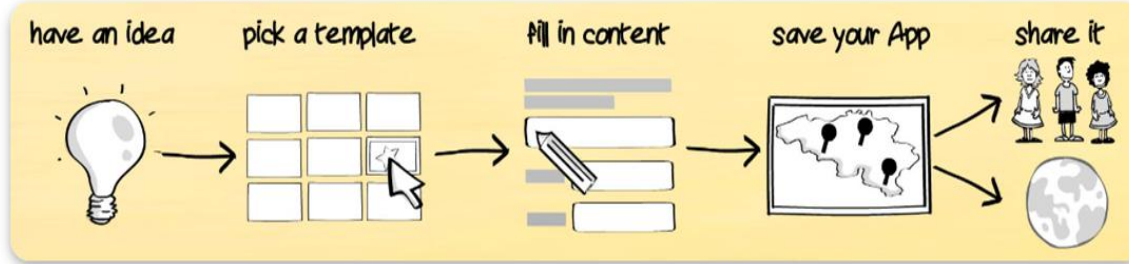 have an idea
pick a template
fill in content
save your App
share it